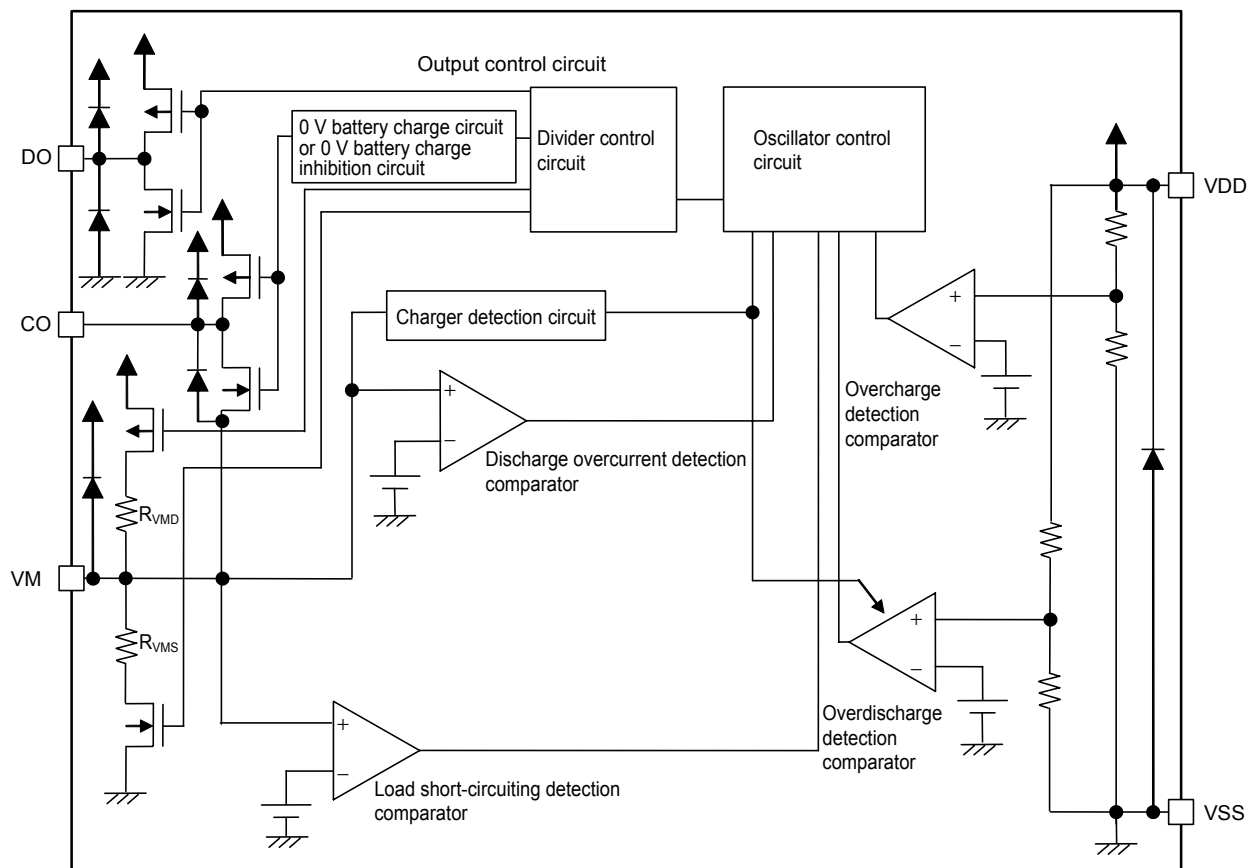 Output control circuit
0 V battery charge circuit
or 0 V battery charge
inhibition circuit
Divider control
circuit
Oscillator control
circuit
DO
VDD
CO
Charger detection circuit
+
−
Overcharge
detection
comparator
+
−
Discharge overcurrent detection
comparator
RVMD
VM
RVMS
+
−
Overdischarge
detection
comparator
+
−
Load short-circuiting detection
comparator
VSS